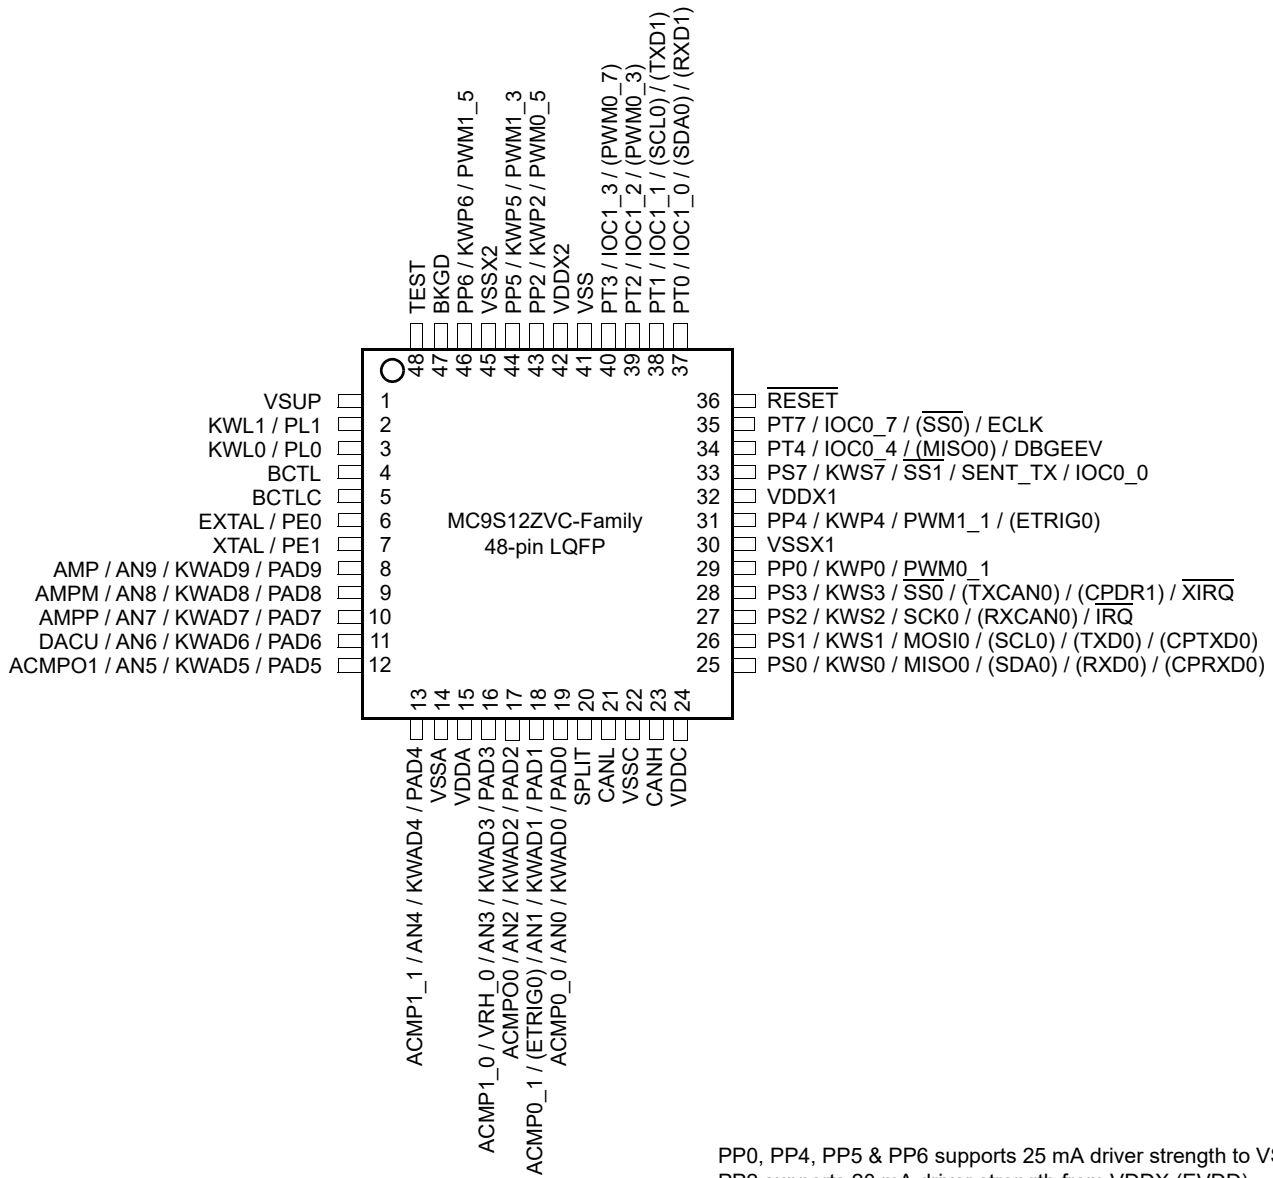 TEST
BKGD
PP6 / KWP6 / PWM1_5
VSSX2
PP5 / KWP5 / PWM1_3
PP2 / KWP2 / PWM0_5
VDDX2
VSS
PT3 / IOC1_3 / (PWM0_7)
PT2 / IOC1_2 / (PWM0_3)
PT1 / IOC1_1 / (SCL0) / (TXD1)
PT0 / IOC1_0 / (SDA0) / (RXD1)
48
47
46
45
44
43
42
41
40
39
38
37
VSUP 1
KWL1 / PL1 2
KWL0 / PL0 3
BCTL 4
BCTLC 5
EXTAL / PE0 6
XTAL / PE1 7
AMP / AN9 / KWAD9 / PAD9 8
AMPM / AN8 / KWAD8 / PAD8 9
AMPP / AN7 / KWAD7 / PAD7 10
DACU / AN6 / KWAD6 / PAD6 11
ACMPO1 / AN5 / KWAD5 / PAD5 12
MC9S12ZVC-Family
48-pin LQFP
36 RESET
35 PT7 / IOC0_7 / (SS0) / ECLK
34 PT4 / IOC0_4 / (MISO0) / DBGEEV
33 PS7 / KWS7 / SS1 / SENT_TX / IOC0_0
32 VDDX1
31 PP4 / KWP4 / PWM1_1 / (ETRIG0)
30 VSSX1
29 PP0 / KWP0 / PWM0_1
28 PS3 / KWS3 / SS0 / (TXCAN0) / (CPDR1) / XIRQ
27 PS2 / KWS2 / SCK0 / (RXCAN0) / IRQ
26 PS1 / KWS1 / MOSI0 / (SCL0) / (TXD0) / (CPTXD0)
25 PS0 / KWS0 / MISO0 / (SDA0) / (RXD0) / (CPRXD0)
13
14
15
16
17
18
19
20
21
22
23
24
ACMP1_1 / AN4 / KWAD4 / PAD4
VSSA
VDDA
ACMP1_0 / VRH_0 / AN3 / KWAD3 / PAD3
ACMPO0 / AN2 / KWAD2 / PAD2
ACMP0_1 / (ETRIG0) / AN1 / KWAD1 / PAD1
ACMP0_0 / AN0 / KWAD0 / PAD0
SPLIT
CANL
VSSC
CANH
VDDC
PP0, PP4, PP5 & PP6 supports 25 mA driver strength to